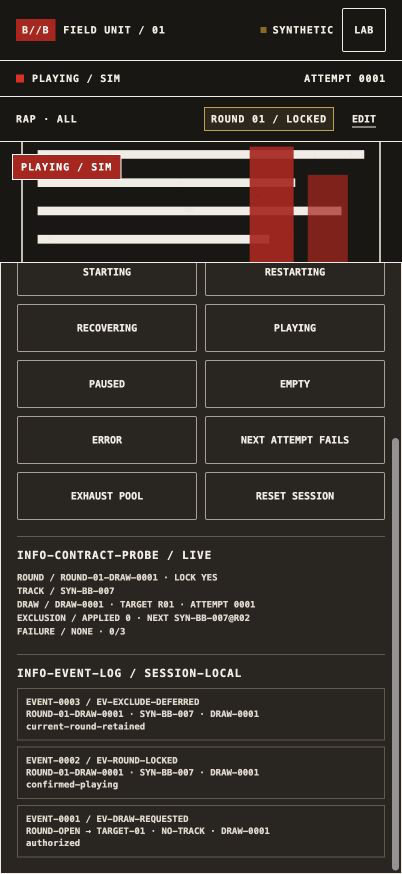 B//B FIELD UNIT / 01 SYNTHETIC LAB
PLAYING / SIM ATTEMPT 0001
RAP · ALL ROUND 01 / LOCKED EDIT
PLAYING / SIM
STARTING RESTARTING
RECOVERING PLAYING
PAUSED EMPTY
ERROR NEXT ATTEMPT FAILS
EXHAUST POOL RESET SESSION
INFO-CONTRACT-PROBE / LIVE
ROUND / ROUND-01-DRAW-0001 · LOCK YES
TRACK / SYN-BB-007
DRAW / DRAW-0001 · TARGET R01 · ATTEMPT 0001
EXCLUSION / APPLIED 0 · NEXT SYN-BB-007@R02
FAILURE / NONE · 0/3
INFO-EVENT-LOG / SESSION-LOCAL
EVENT-0003 / EV-EXCLUDE-DEFERRED
ROUND-01-DRAW-0001 · SYN-BB-007 · DRAW-0001
current-round-retained
EVENT-0002 / EV-ROUND-LOCKED
ROUND-01-DRAW-0001 · SYN-BB-007 · DRAW-0001
confirmed-playing
EVENT-0001 / EV-DRAW-REQUESTED
ROUND-OPEN → TARGET-01 · NO-TRACK · DRAW-0001
authorized